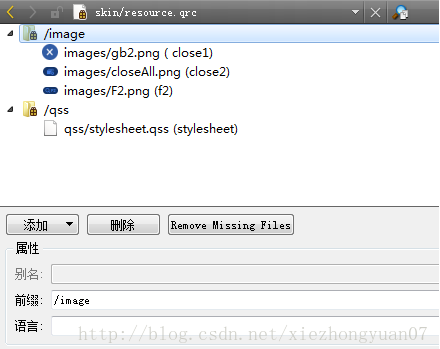 skin/resource.qrc
/image
images/gb2.png ( close1)
images/closeAll.png (close2)
images/F2.png (f2)
/qss
qss/stylesheet.qss (stylesheet)
添加 删除 Remove Missing Files
属性
别名:
前缀: /image
语言:
http://blog.csdn.net/xiezhongyuan07